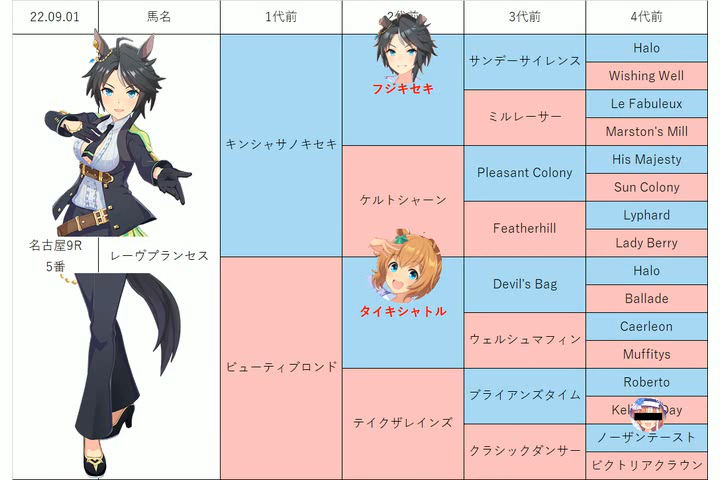 22.09.01 馬名 1代前 2代前 3代前 4代前
名古屋9R
5番
レーヴプランセス
キンシャサノキセキ
ビューティブロンド
フジキセキ
ケルトシャーン
タイキシャトル
テイクザレインズ
サンデーサイレンス
ミルレーサー
Pleasant Colony
Featherhill
Devil's Bag
ウェルシュマフィン
ブライアンズタイム
クラシックダンサー
Halo
Wishing Well
Le Fabuleux
Marston's Mill
His Majesty
Sun Colony
Lyphard
Lady Berry
Halo
Ballade
Caerleon
Muffitys
Roberto
Day
ノーザンテースト
ビクトリアクラウン